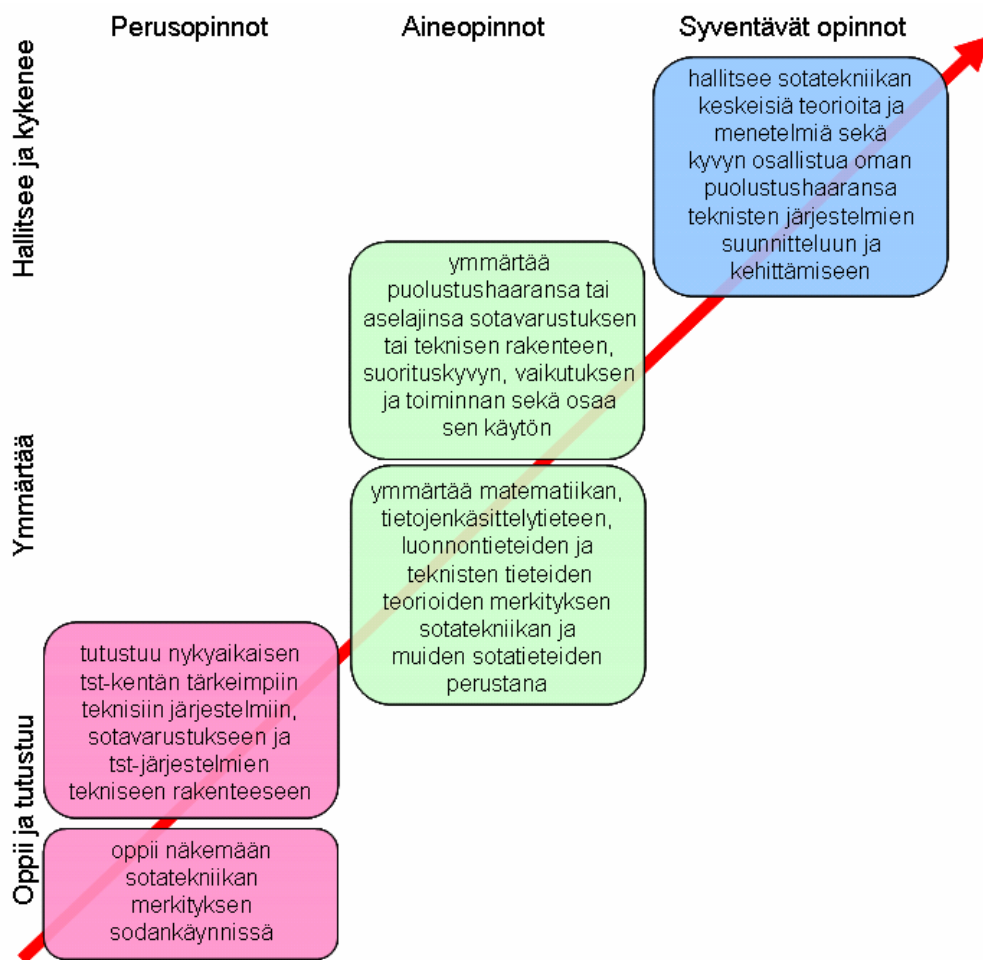 Perusopinnot
Aineopinnot
Syventävät opinnot
Hallitsee ja kykenee
hallitsee sotatekniikan
keskeisiä teorioita ja
menetelmiä sekä
kyvyn osallistua oman
puolustushaaransa
teknisten järjestelmien
suunnitteluun ja
kehittämiseen
Ymmärtää
ymmärtää
puolustushaaransa tai
aselajinsa sotavarustuksen
tai teknisen rakenteen,
suorituskyvyn, vaikutuksen
ja toiminnan sekä osaa
sen käytön
ymmärtää matematiikan,
tietojenkäsittelytieteen,
luonnontieteiden ja
teknisten tieteiden
teorioiden merkityksen
sotatekniikan ja
muiden sotatieteiden
perustana
Oppii ja tutustuu
tutustuu nykyaikaisen
tst-kentän tärkeimpiin
teknisiin järjestelmiin,
sotavarustukseen ja
tst-järjestelmien
tekniseen rakenteeseen
oppii näkemään
sotatekniikan
merkityksen
sodankäynnissä